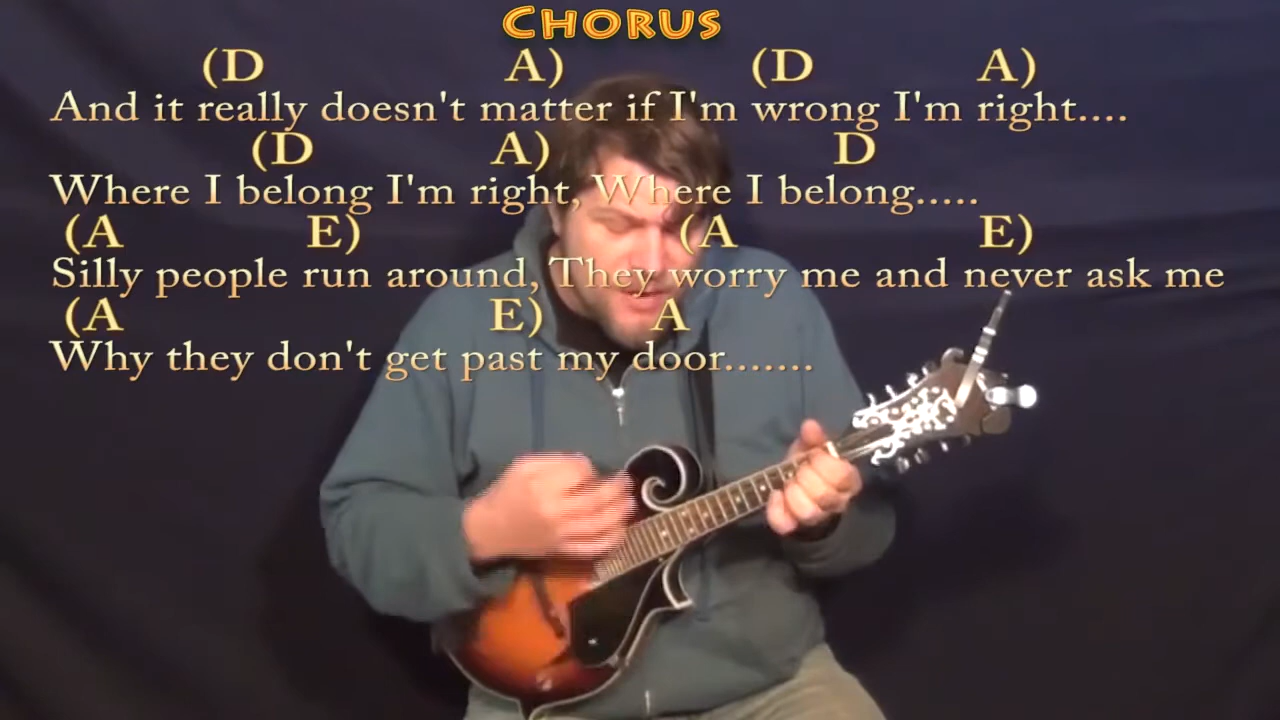 CHORUS
(D A) (D A)
And it really doesn't matter if I'm wrong I'm right....
(D A) D
Where I belong I'm right, Where I belong.....
(A E) (A E)
Silly people run around, They worry me and never ask me
(A E) A
Why they don't get past my door.......